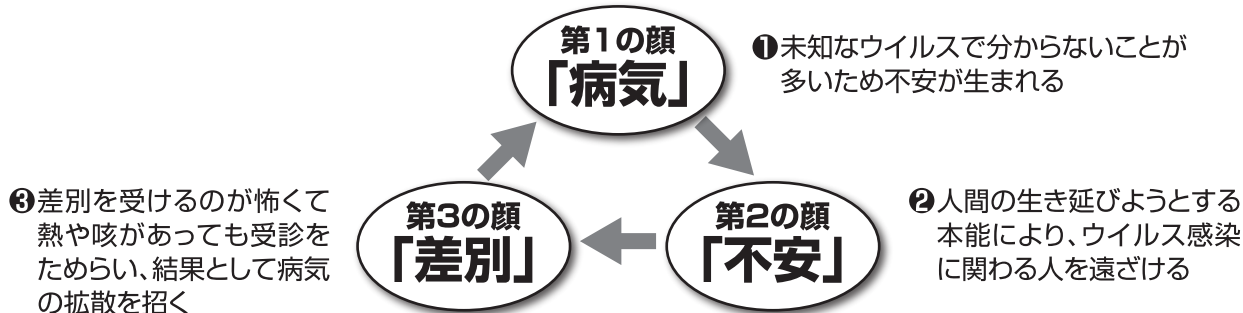 第1の顔
「病気」
❶未知なウイルスで分からないことが
多いため不安が生まれる
第2の顔
「不安」
❷人間の生き延びようとする
本能により、ウイルス感染
に関わる人を遠ざける
第3の顔
「差別」
❸差別を受けるのが怖くて
熱や咳があっても受診を
ためらい、結果として病気
の拡散を招く